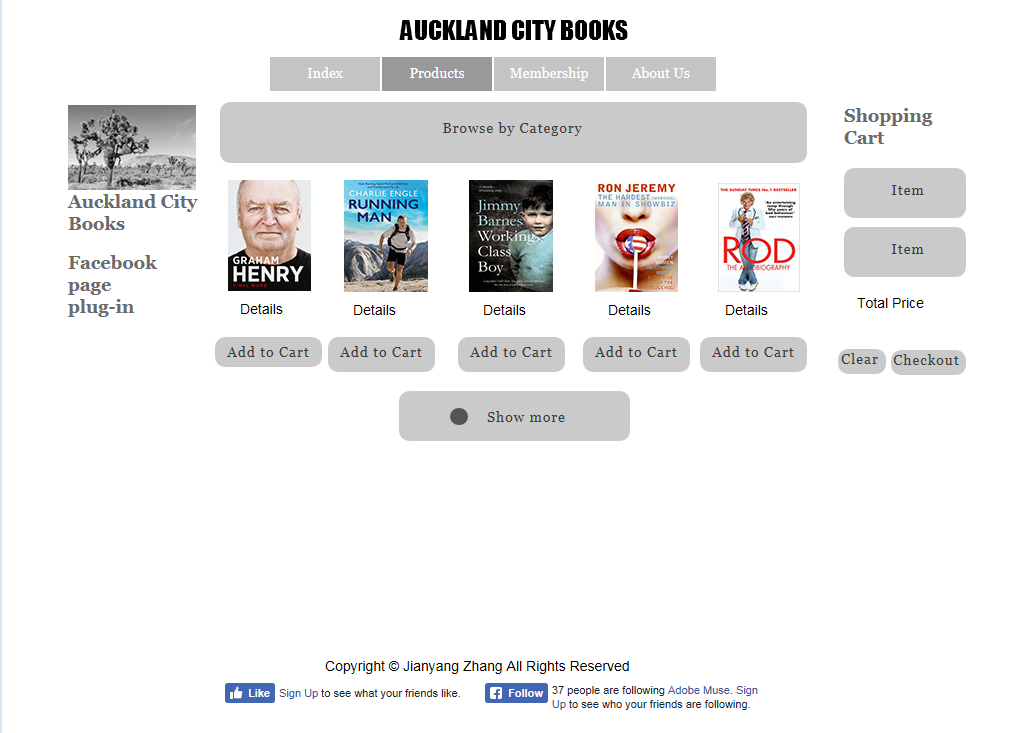 AUCKLAND CITY BOOKS
Index
Products
Membership
About Us
Auckland City
Books
Facebook
page
plug-in
Browse by Category
GRAHAM
HENRY
FINAL WORD
CHARLIE ENGLE
RUNNING
MAN
Jimmy
Barnes
Working
Class
Boy
RON JEREMY
THE HARDEST (WORKING)
MAN IN SHOWBIZ
THE SUNDAY TIMES No.1 BESTSELLER
ROD
THE AUTOBIOGRAPHY
Details
Details
Details
Details
Details
Add to Cart
Add to Cart
Add to Cart
Add to Cart
Add to Cart
Show more
Shopping
Cart
Item
Item
Total Price
Clear
Checkout
Copyright © Jianyang Zhang All Rights Reserved
Like
Sign Up to see what your friends like.
Follow
37 people are following Adobe Muse. Sign
Up to see who your friends are following.